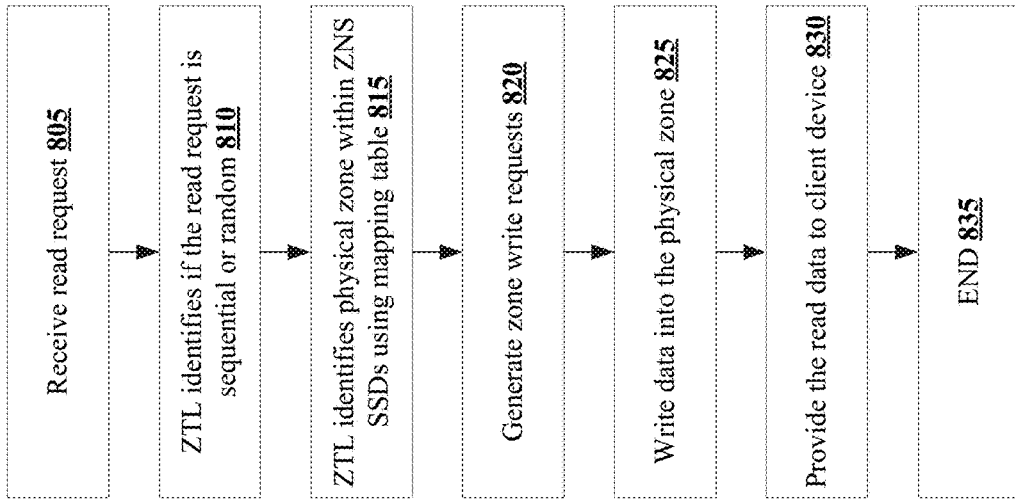 Receive read request 805
ZTL identifies if the read request is
sequential or random 810
ZTL identifies physical zone within ZNS
SSDs using mapping table 815
Generate zone write requests 820
Write data into the physical zone 825
Provide the read data to client device 830
END 835